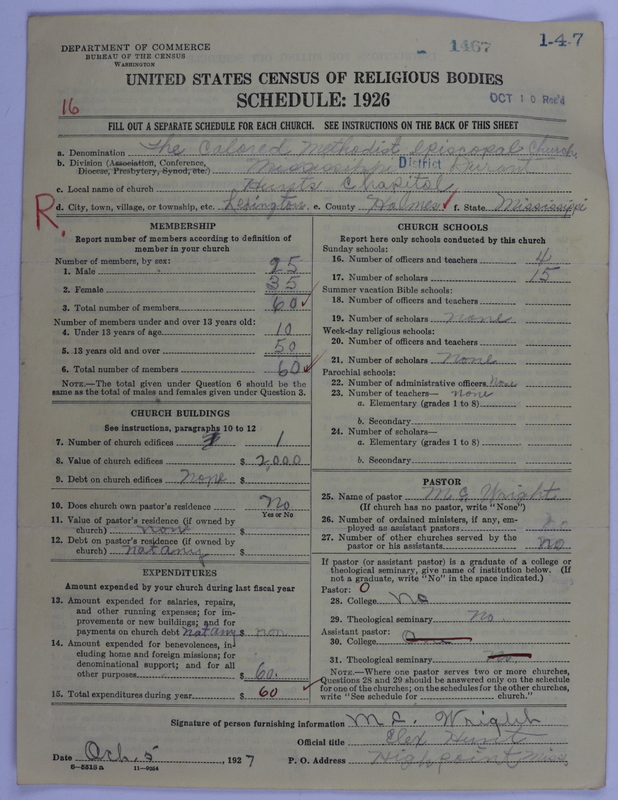 DEPARTMENT OF COMMERCE
BUREAU OF THE CENSUS
WASHINGTON
1467
1-4-7
UNITED STATES CENSUS OF RELIGIOUS BODIES
SCHEDULE: 1926
16
OCT 10 Rec'd
FILL OUT A SEPARATE SCHEDULE FOR EACH CHURCH. SEE INSTRUCTIONS ON THE BACK OF THIS SHEET
a. Denomination The Calored Methodist Episcopal Church,
b. Division (Association, Conference, Diocese, Presbytery, Synod, etc.) Mississippi District Durant
c. Local name of church Hunts Chapital
R.
d. City, town, village, or township, etc. Lexington e. County Holmes f. State Mississippi
MEMBERSHIP
Report number of members according to definition of
member in your church
Number of members, by sex:
1. Male 25
2. Female 35
3. Total number of members 60
Number of members under and over 13 years old:
4. Under 13 years of age 10
5. 13 years old and over 50
6. Total number of members 60
NOTE.—The total given under Question 6 should be the
same as the total of males and females given under Question 3.
CHURCH BUILDINGS
See instructions, paragraphs 10 to 12
7. Number of church edifices 1
8. Value of church edifices $ 2,000
9. Debt on church edifices None $
10. Does church own pastor's residence No
Yes or No
11. Value of pastor's residence (if owned by
church) none $
12. Debt on pastor's residence (if owned by
church) not any $
EXPENDITURES
Amount expended by your church during last fiscal year
13. Amount expended for salaries, repairs,
and other running expenses; for im-
provements or new buildings; and for
payments on church debt not any $ non
14. Amount expended for benevolences, in-
cluding home and foreign missions; for
denominational support; and for all
other purposes $ 60.
15. Total expenditures during year $ 60
CHURCH SCHOOLS
Report here only schools conducted by this church
Sunday schools:
16. Number of officers and teachers 4
17. Number of scholars 15
Summer vacation Bible schools:
18. Number of officers and teachers
19. Number of scholars none
Week-day religious schools:
20. Number of officers and teachers
21. Number of scholars None
Parochial schools:
22. Number of administrative officers None
23. Number of teachers— none
a. Elementary (grades 1 to 8)
b. Secondary
24. Number of scholars—
a. Elementary (grades 1 to 8)
b. Secondary
PASTOR
25. Name of pastor M C Wright
(If church has no pastor, write "None")
26. Number of ordained ministers, if any, em-
ployed as assistant pastors
27. Number of other churches served by the
pastor or his assistants no
If pastor (or assistant pastor) is a graduate of a college or
theological seminary, give name of institution below. (If
not a graduate, write "No" in the space indicated.)
Pastor: 0
28. College No
29. Theological seminary No.
Assistant pastor:
30. College
31. Theological seminary No.
NOTE.—Where one pastor serves two or more churches,
Questions 28 and 29 should be answered only on the schedule
for one of the churches; on the schedules for the other churches,
write "See schedule for church."
Signature of person furnishing information M C. Wright
Official title Elex Hunt
Date Oct. 5, 1927 P. O. Address Highpoint, Miss.
6-5518a 11-9234